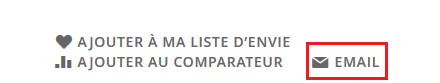 AJOUTER À MA LISTE D'ENVIE
AJOUTER AU COMPARATEUR EMAIL